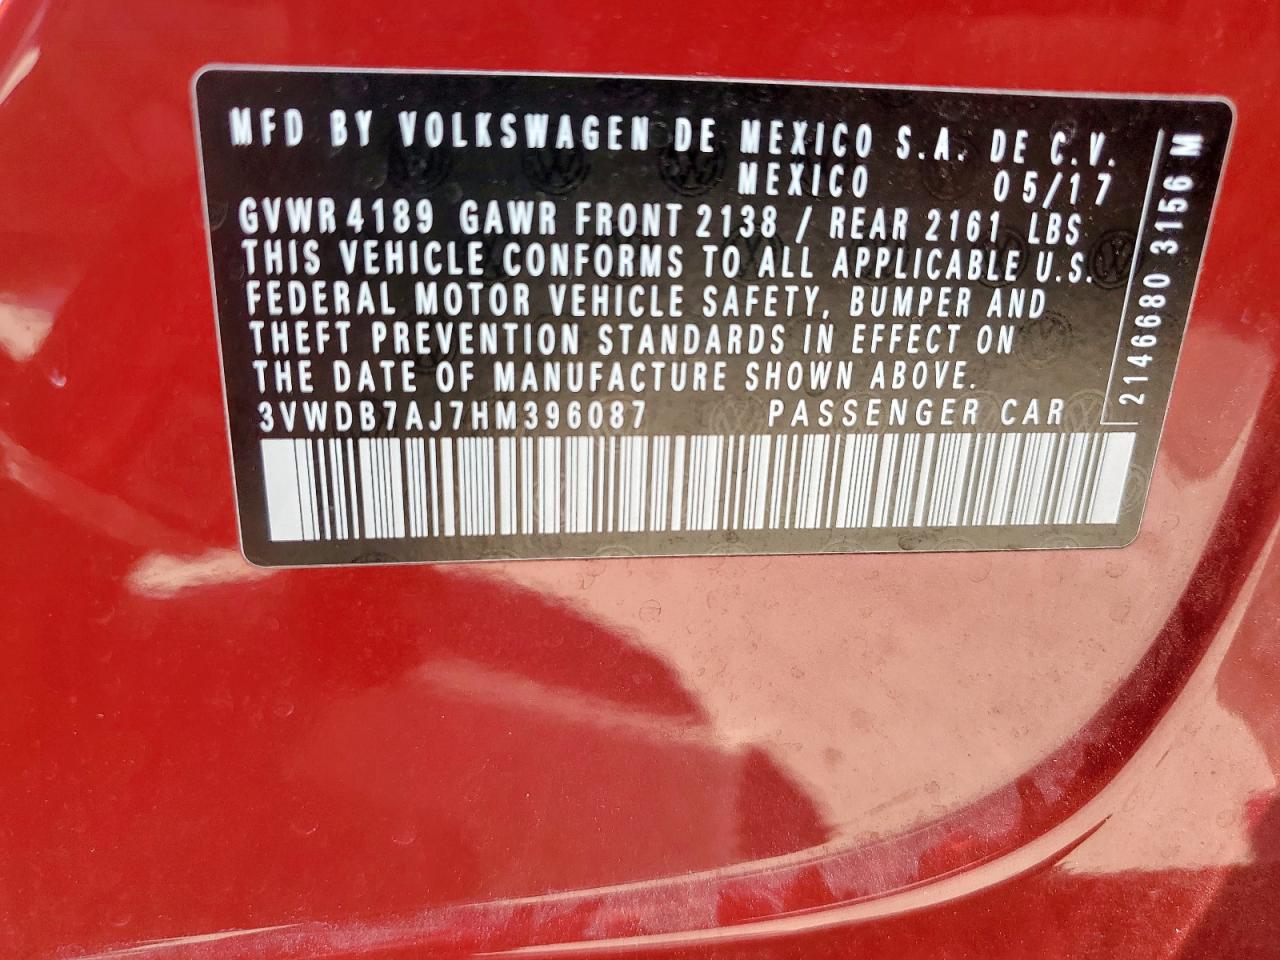 MFD BY VOLKSWAGEN DE MEXICO S.A. DE C.V.
MEXICO 05/17
GVWR 4189 GAWR FRONT 2138 / REAR 2161 LBS
THIS VEHICLE CONFORMS TO ALL APPLICABLE U.S.
FEDERAL MOTOR VEHICLE SAFETY, BUMPER AND
THEFT PREVENTION STANDARDS IN EFFECT ON
THE DATE OF MANUFACTURE SHOWN ABOVE.
3VWDB7AJ7HM396087 PASSENGER CAR
2146680 3156 M